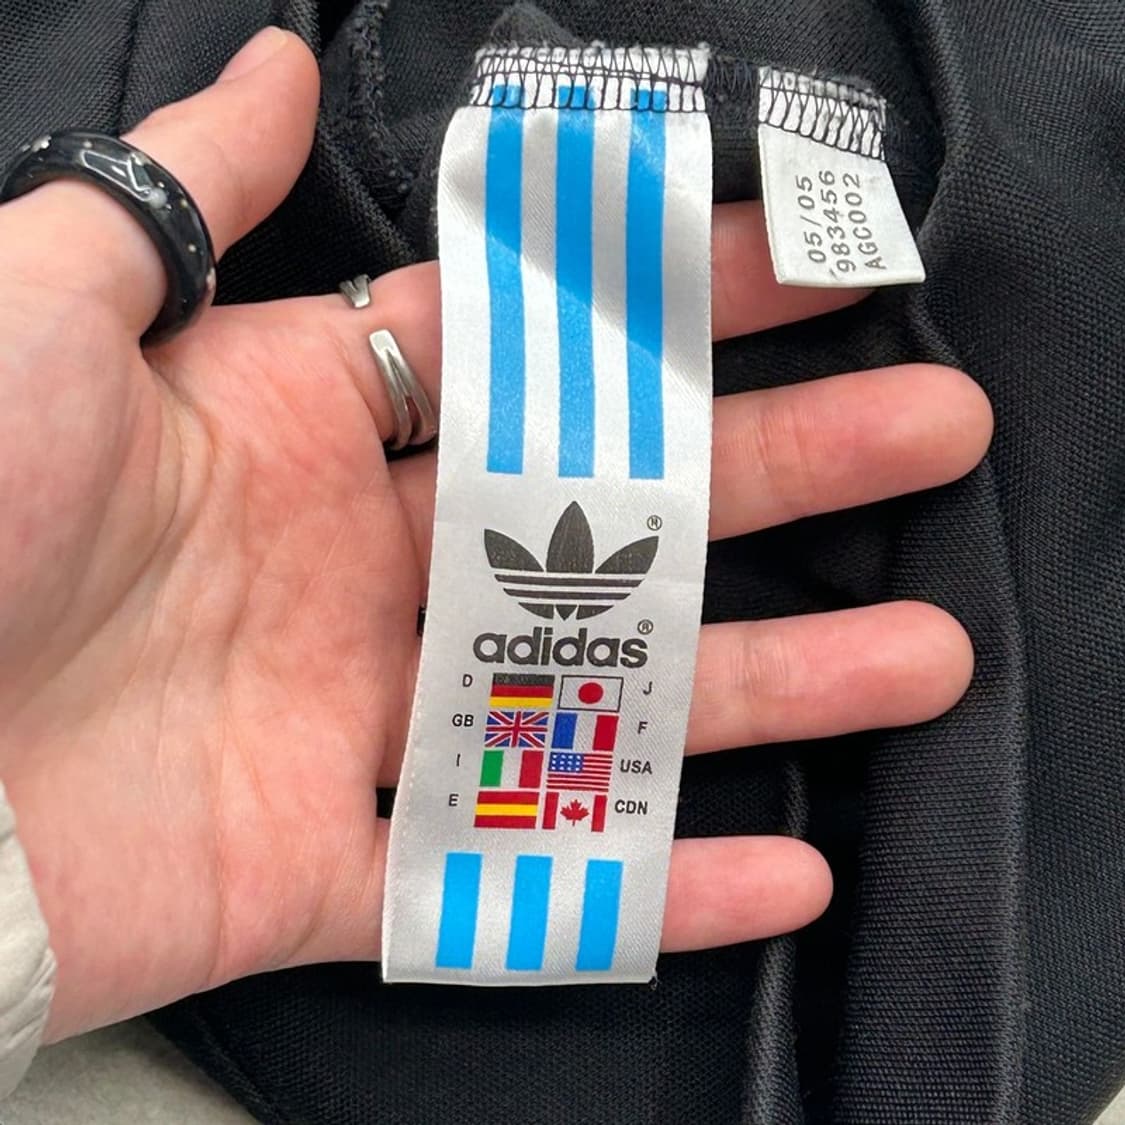 05/05
983456
AGC002
®
adidas®
D J
GB F
I USA
E CDN